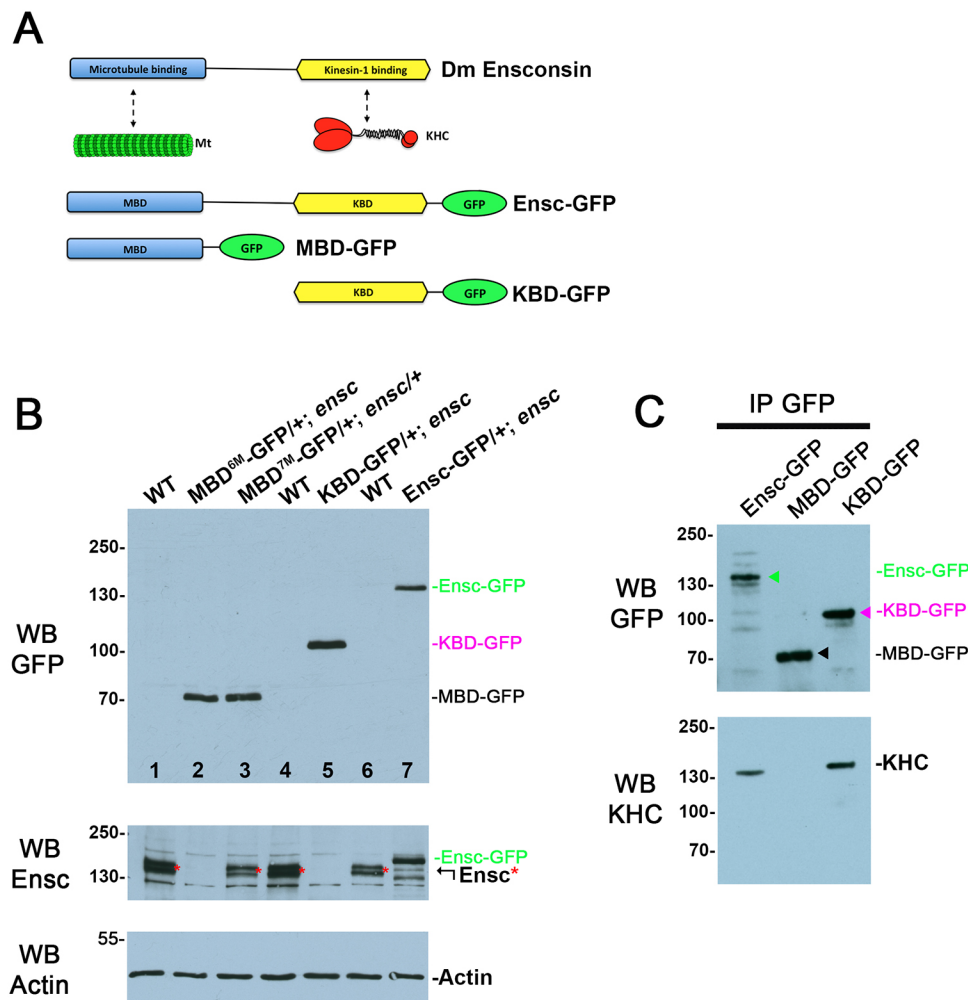 A
Microtubule binding
Kinesin-1 binding
Dm Ensconsin
Mt
KHC
MBD
KBD
GFP
Ensc-GFP
MBD
GFP
MBD-GFP
KBD
GFP
KBD-GFP
B
WT
MBD6M-GFP/+; ensc
MBD7M-GFP/+; ensc/+
WT
KBD-GFP/+; ensc
WT
Ensc-GFP/+; ensc
WB
GFP
250-
130-
100-
70-
-Ensc-GFP
-KBD-GFP
-MBD-GFP
1 2 3 4 5 6 7
WB
Ensc
250-
130-
* * * *
-Ensc-GFP
Ensc*
WB
Actin
55-
-Actin
C
IP GFP
Ensc-GFP
MBD-GFP
KBD-GFP
WB
GFP
250-
130-
100-
70-
-Ensc-GFP
-KBD-GFP
-MBD-GFP
WB
KHC
250-
130-
100-
70-
-KHC